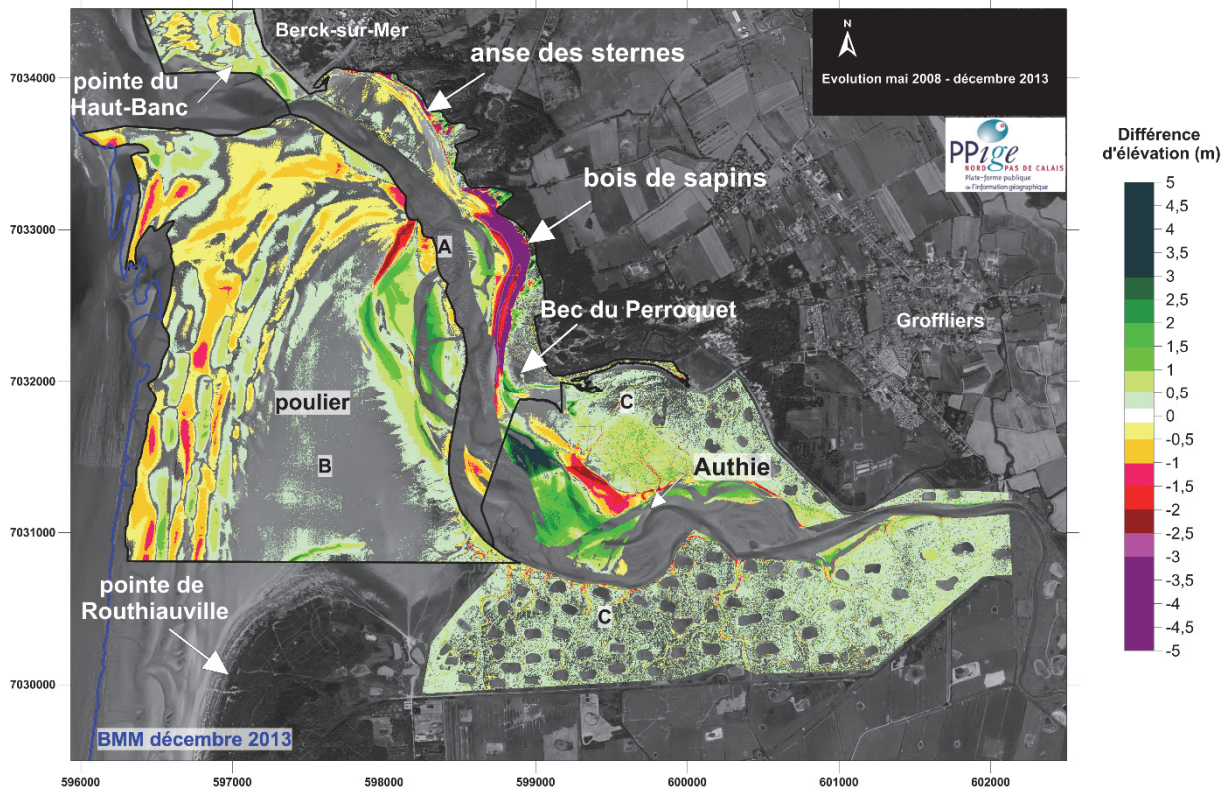 Berck-sur-Mer
anse des sternes
pointe du
Haut-Banc
N
Evolution mai 2008 - décembre 2013
PPige
NORD PAS DE CALAIS
Plate-forme publique
de l'information géographique
bois de sapins
A
Bec du Perroquet
Groffliers
poulier
B
C
Authie
pointe de
Routhiauville
C
BMM décembre 2013
7034000
7033000
7032000
7031000
7030000
596000 597000 598000 599000 600000 601000 602000
Différence
d'élévation (m)
5
4,5
4
3,5
3
2,5
2
1,5
1
0,5
0
-0,5
-1
-1,5
-2
-2,5
-3
-3,5
-4
-4,5
-5